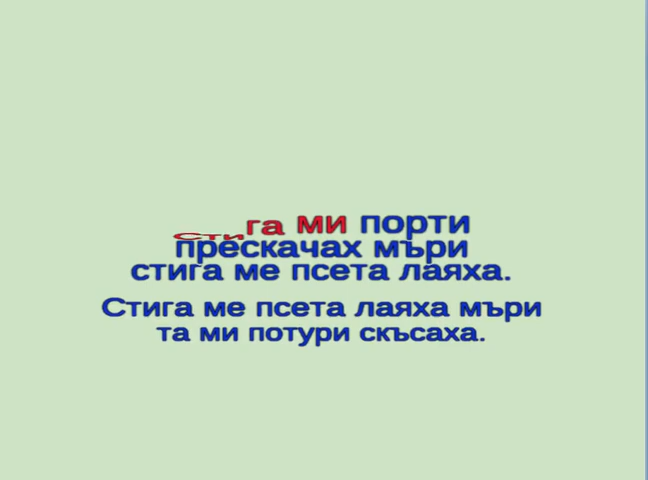 Стига ми порти
прескачах мъри
стига ме псета лаяха.
Стига ме псета лаяха мъри
та ми потури скъсаха.